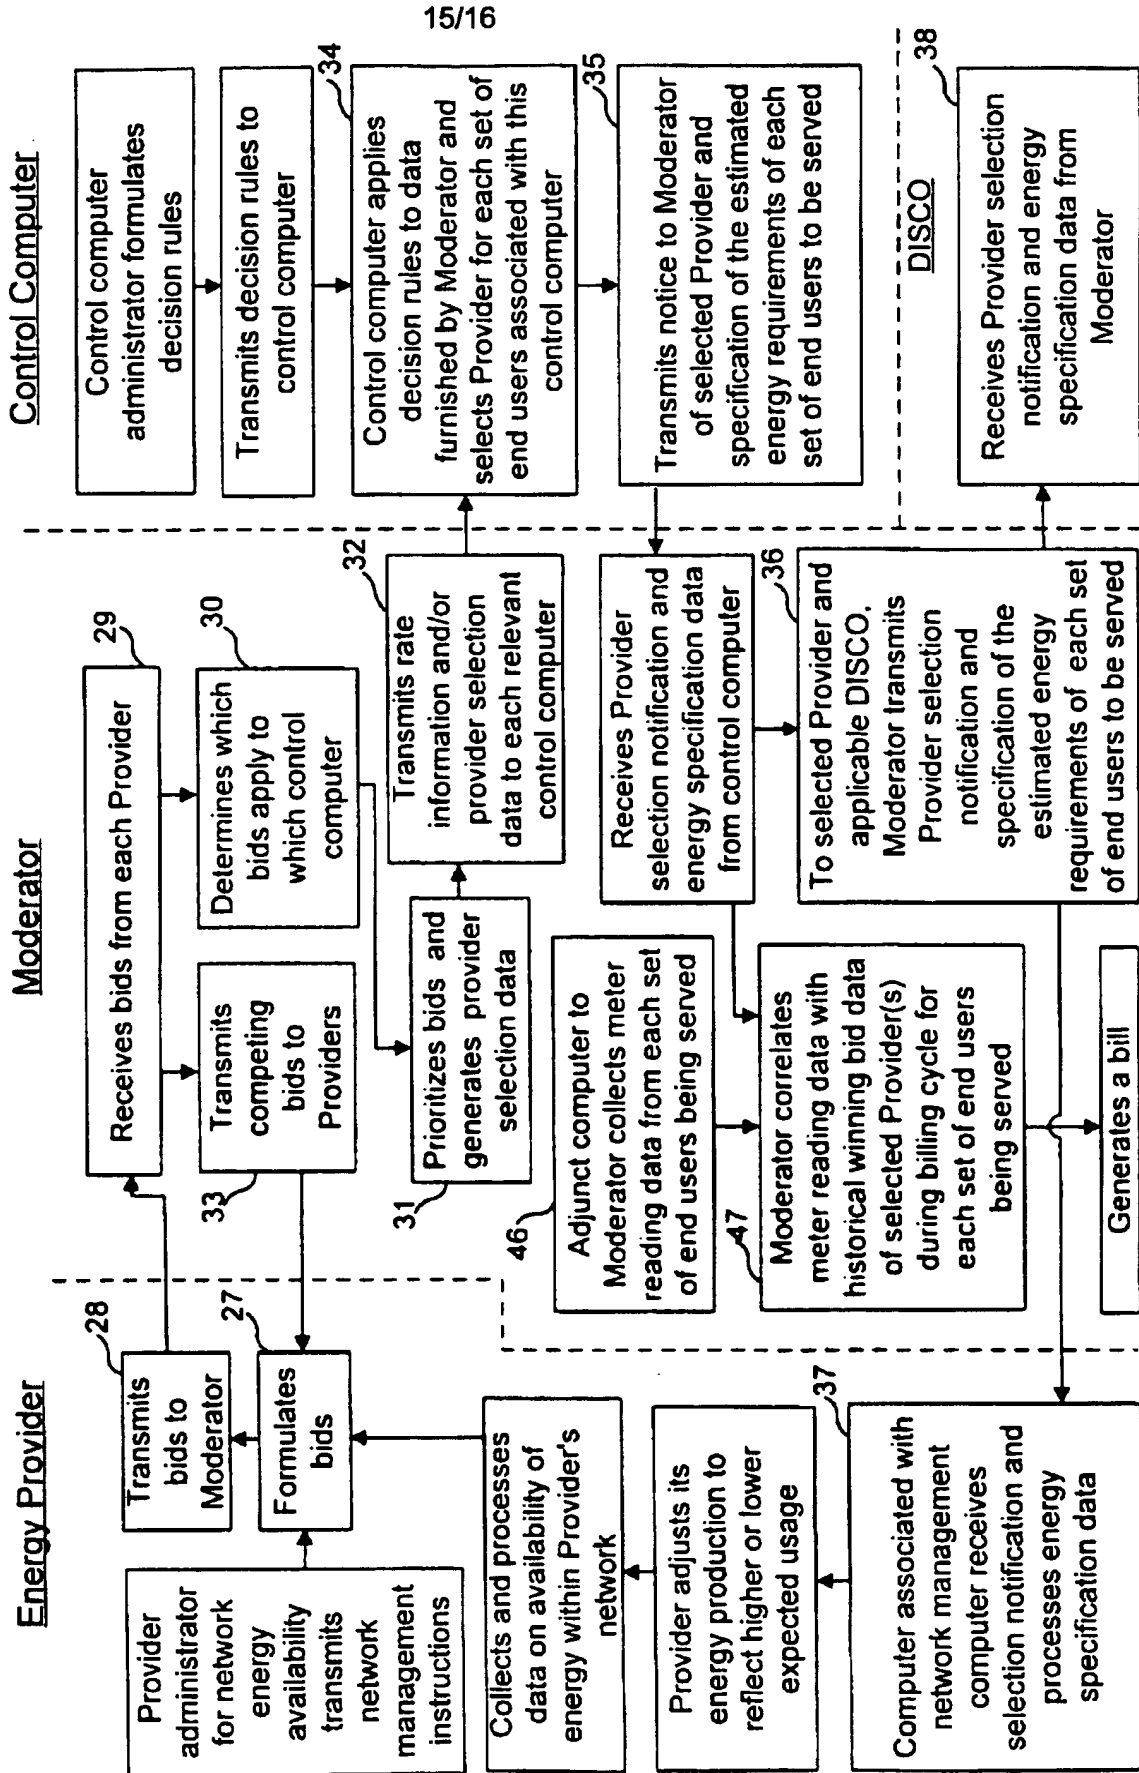 15/16
Energy Provider
Moderator
Control Computer
Provider
administrator
for network
energy
availability
transmits
network
management
instructions
28
Transmits
bids to
Moderator
27
Formulates
bids
Collects and processes
data on availability of
energy within Provider's
network
Provider adjusts its
energy production to
reflect higher or lower
expected usage
37
Computer associated with
network management
computer receives
selection notification and
processes energy
specification data
29
Receives bids from each Provider
33
Transmits
competing
bids to
Providers
30
Determines which
bids apply to
which control
computer
31
Prioritizes bids and
generates provider
selection data
32
Transmits rate
information and/or
provider selection
data to each relevant
control computer
46
Adjunct computer to
Moderator collects meter
reading data from each set
of end users being served
Receives Provider
selection notification and
energy specification data
from control computer
47
Moderator correlates
meter reading data with
historical winning bid data
of selected Provider(s)
during billing cycle for
each set of end users
being served
36
To selected Provider and
applicable DISCO,
Moderator transmits
Provider selection
notification and
specification of the
estimated energy
requirements of each set
of end users to be served
Generates a bill
Control computer
administrator formulates
decision rules
Transmits decision rules to
control computer
34
Control computer applies
decision rules to data
furnished by Moderator and
selects Provider for each set of
end users associated with this
control computer
35
Transmits notice to Moderator
of selected Provider and
specification of the estimated
energy requirements of each
set of end users to be served
DISCO
38
Receives Provider selection
notification and energy
specification data from
Moderator